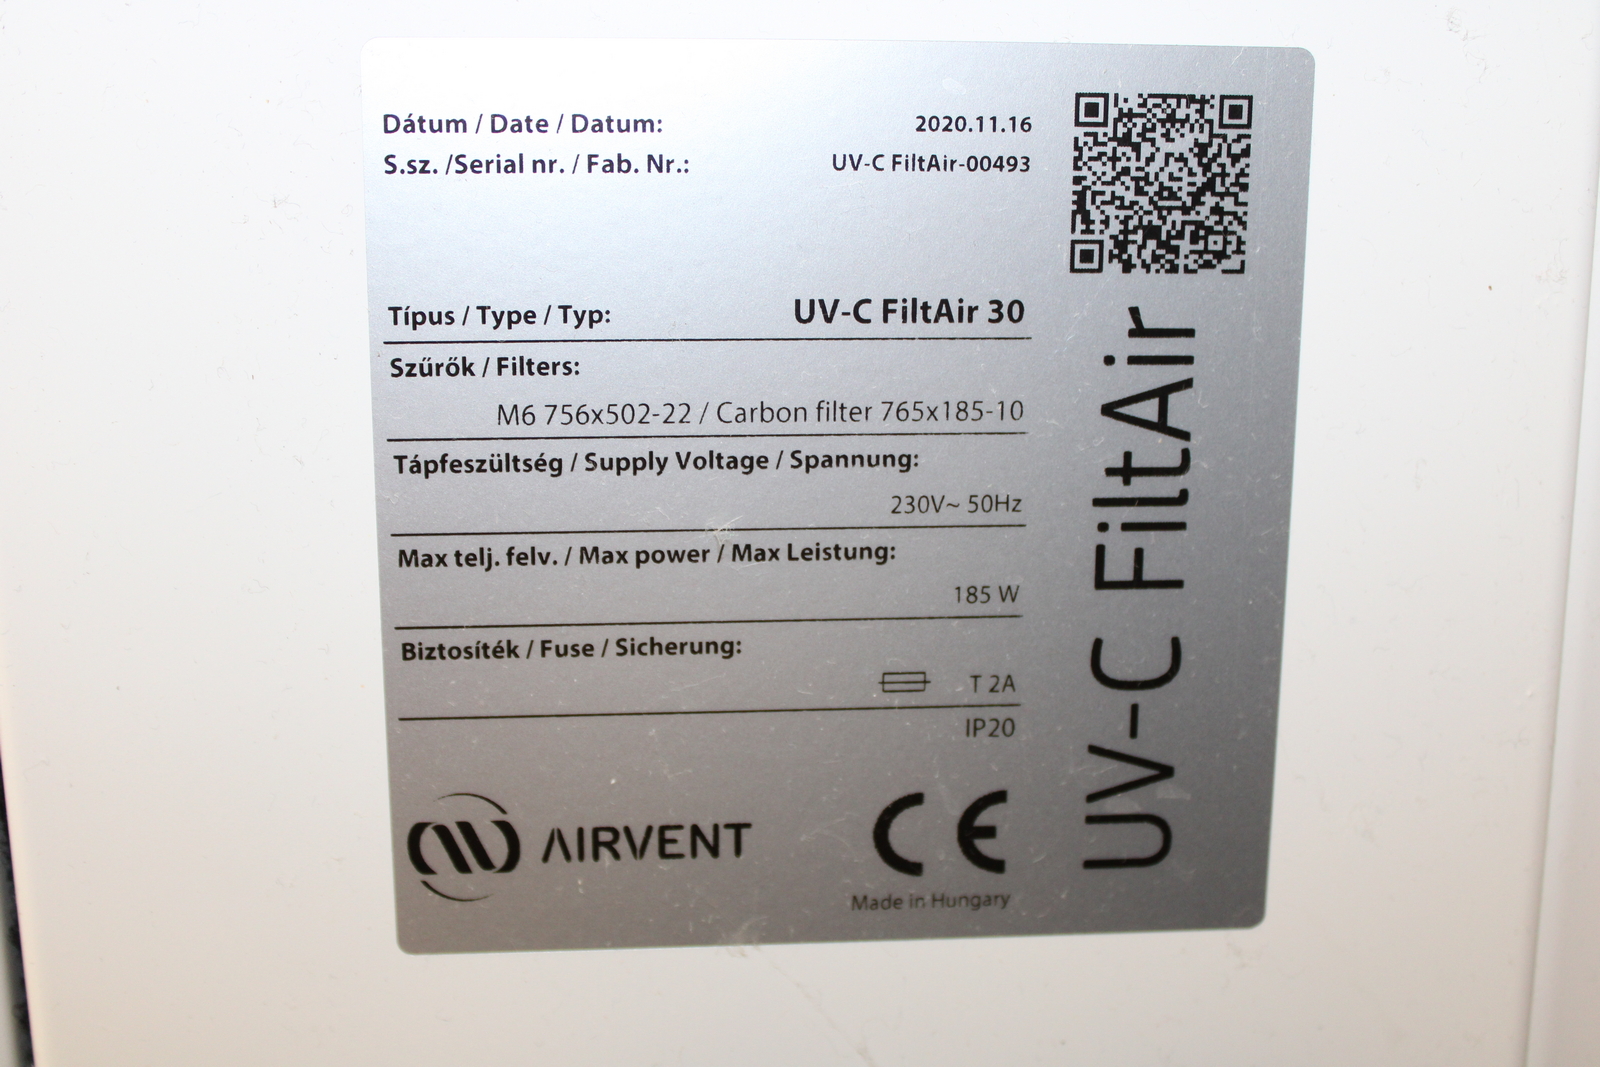 Dátum / Date / Datum: 2020.11.16
S.sz. /Serial nr. / Fab. Nr.: UV-C FiltAir-00493
Típus / Type / Typ: UV-C FiltAir 30
Szűrők / Filters:
M6 756x502-22 / Carbon filter 765x185-10
Tápfeszültség / Supply Voltage / Spannung:
230V~ 50Hz
Max telj. felv. / Max power / Max Leistung:
185 W
Biztosíték / Fuse / Sicherung:
T 2A
IP20
AIRVENT
CE
Made in Hungary
UV-C FiltAir